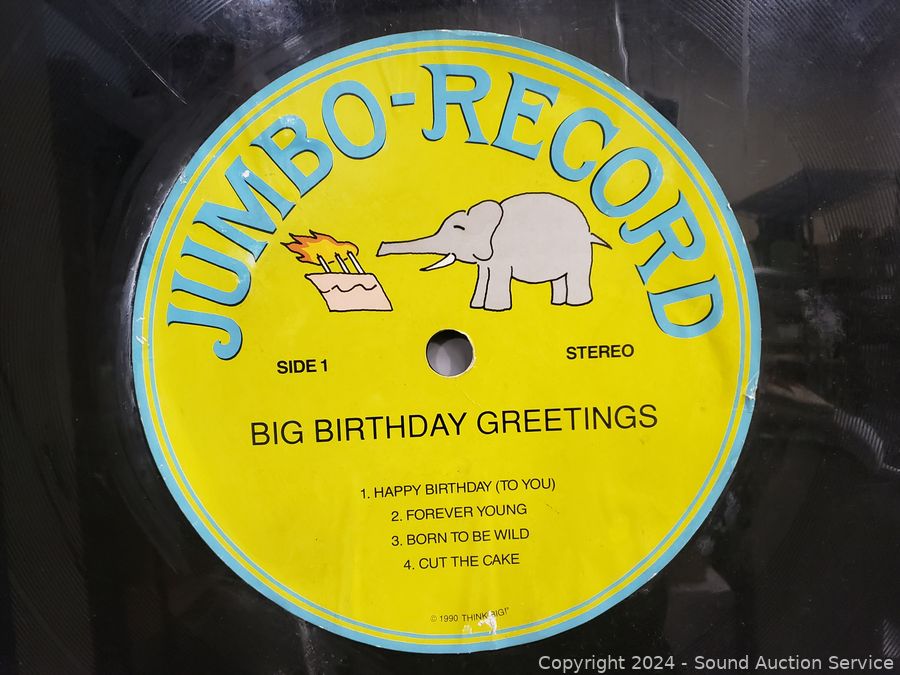 JUMBO-RECORD
SIDE 1
STEREO
BIG BIRTHDAY GREETINGS
1. HAPPY BIRTHDAY (TO YOU)
2. FOREVER YOUNG
3. BORN TO BE WILD
4. CUT THE CAKE
© 1990 THINK BIG!
Copyright 2024 - Sound Auction Service